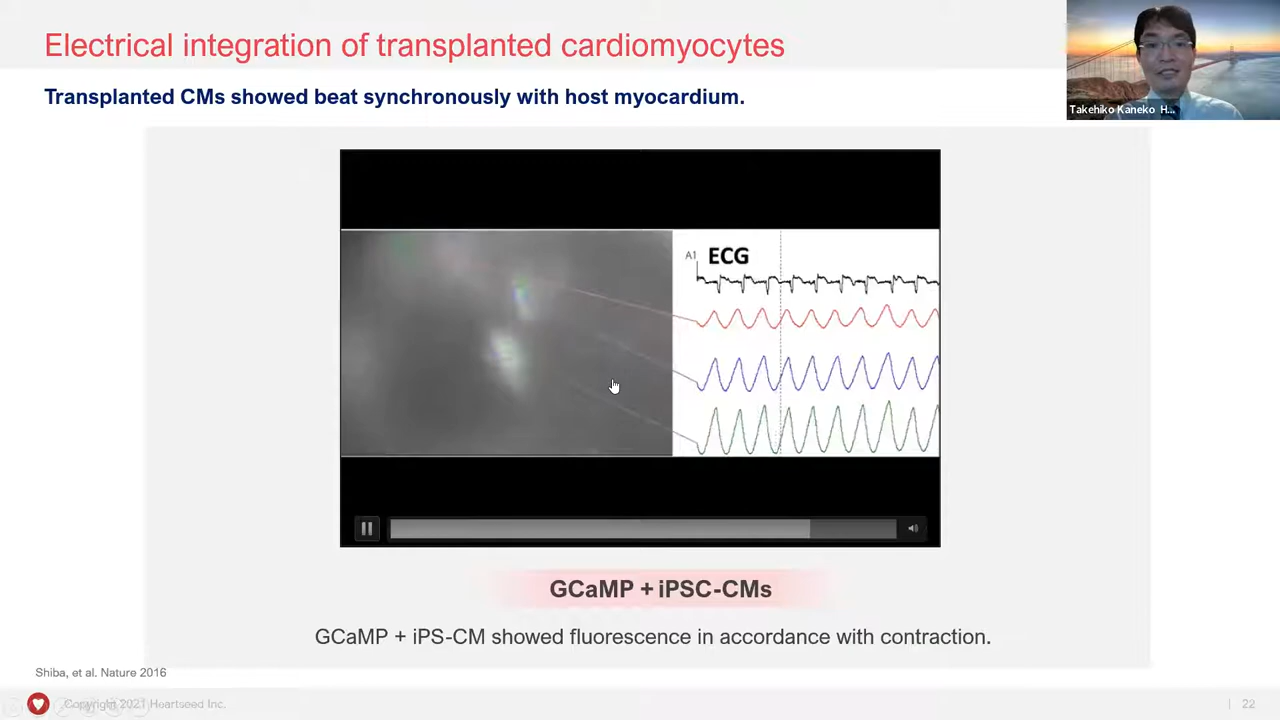 Electrical integration of transplanted cardiomyocytes
Transplanted CMs showed beat synchronously with host myocardium.
Takehiko Kaneko H...
A1
ECG
GCaMP + iPSC-CMs
GCaMP + iPS-CM showed fluorescence in accordance with contraction.
Shiba, et al. Nature 2016
Copyright 2021 Heartseed Inc.
22